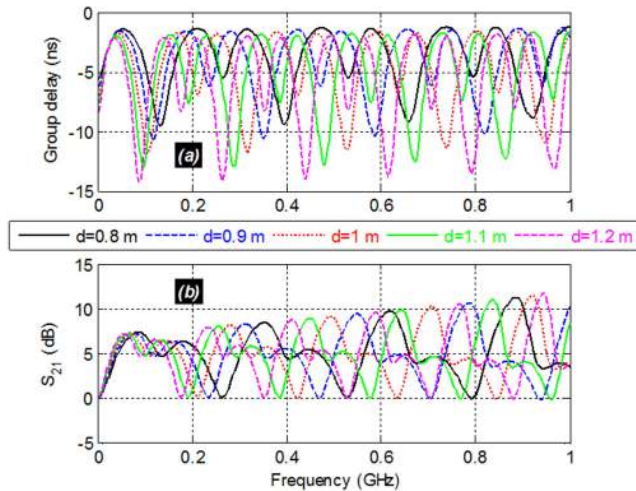 0
-5
-10
-15
Group delay (ns)
(a)
0 0.2 0.4 0.6 0.8 1
d=0.8 m d=0.9 m d=1 m d=1.1 m d=1.2 m
15
10
5
0
-5
S21 (dB)
(b)
0 0.2 0.4 0.6 0.8 1
Frequency (GHz)